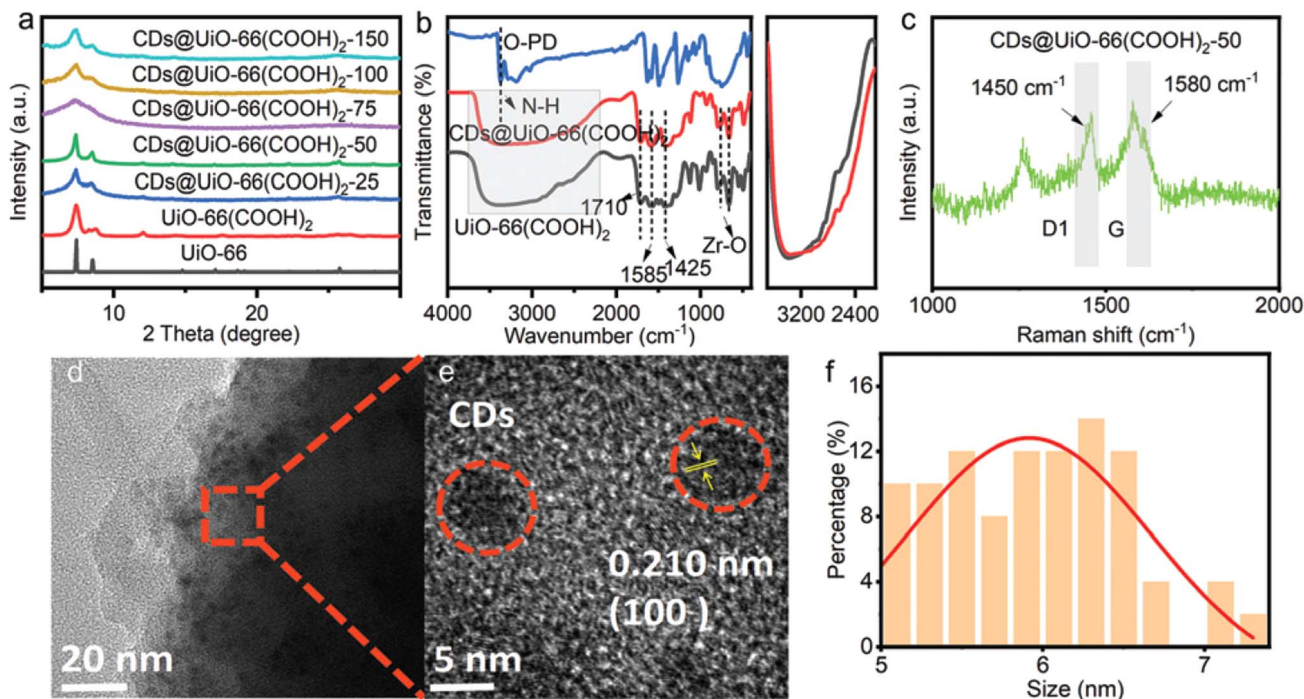 a
CDs@UiO-66(COOH)2-150
CDs@UiO-66(COOH)2-100
CDs@UiO-66(COOH)2-75
CDs@UiO-66(COOH)2-50
CDs@UiO-66(COOH)2-25
UiO-66(COOH)2
UiO-66
Intensity (a.u.)
10 20
2 Theta (degree)
b
O-PD
N-H
CDs@UiO-66(COOH)2
1710
UiO-66(COOH)2
Zr-O
1585 1425
Transmittance (%)
4000 3000 2000 1000
3200 2400
Wavenumber (cm-1)
c
CDs@UiO-66(COOH)2-50
1450 cm-1
1580 cm-1
D1 G
Intensity (a.u.)
1000 1500 2000
Raman shift (cm-1)
d
20 nm
e
CDs
0.210 nm
(100 )
5 nm
f
16
12
8
4
0
Percentage (%)
5 6 7
Size (nm)